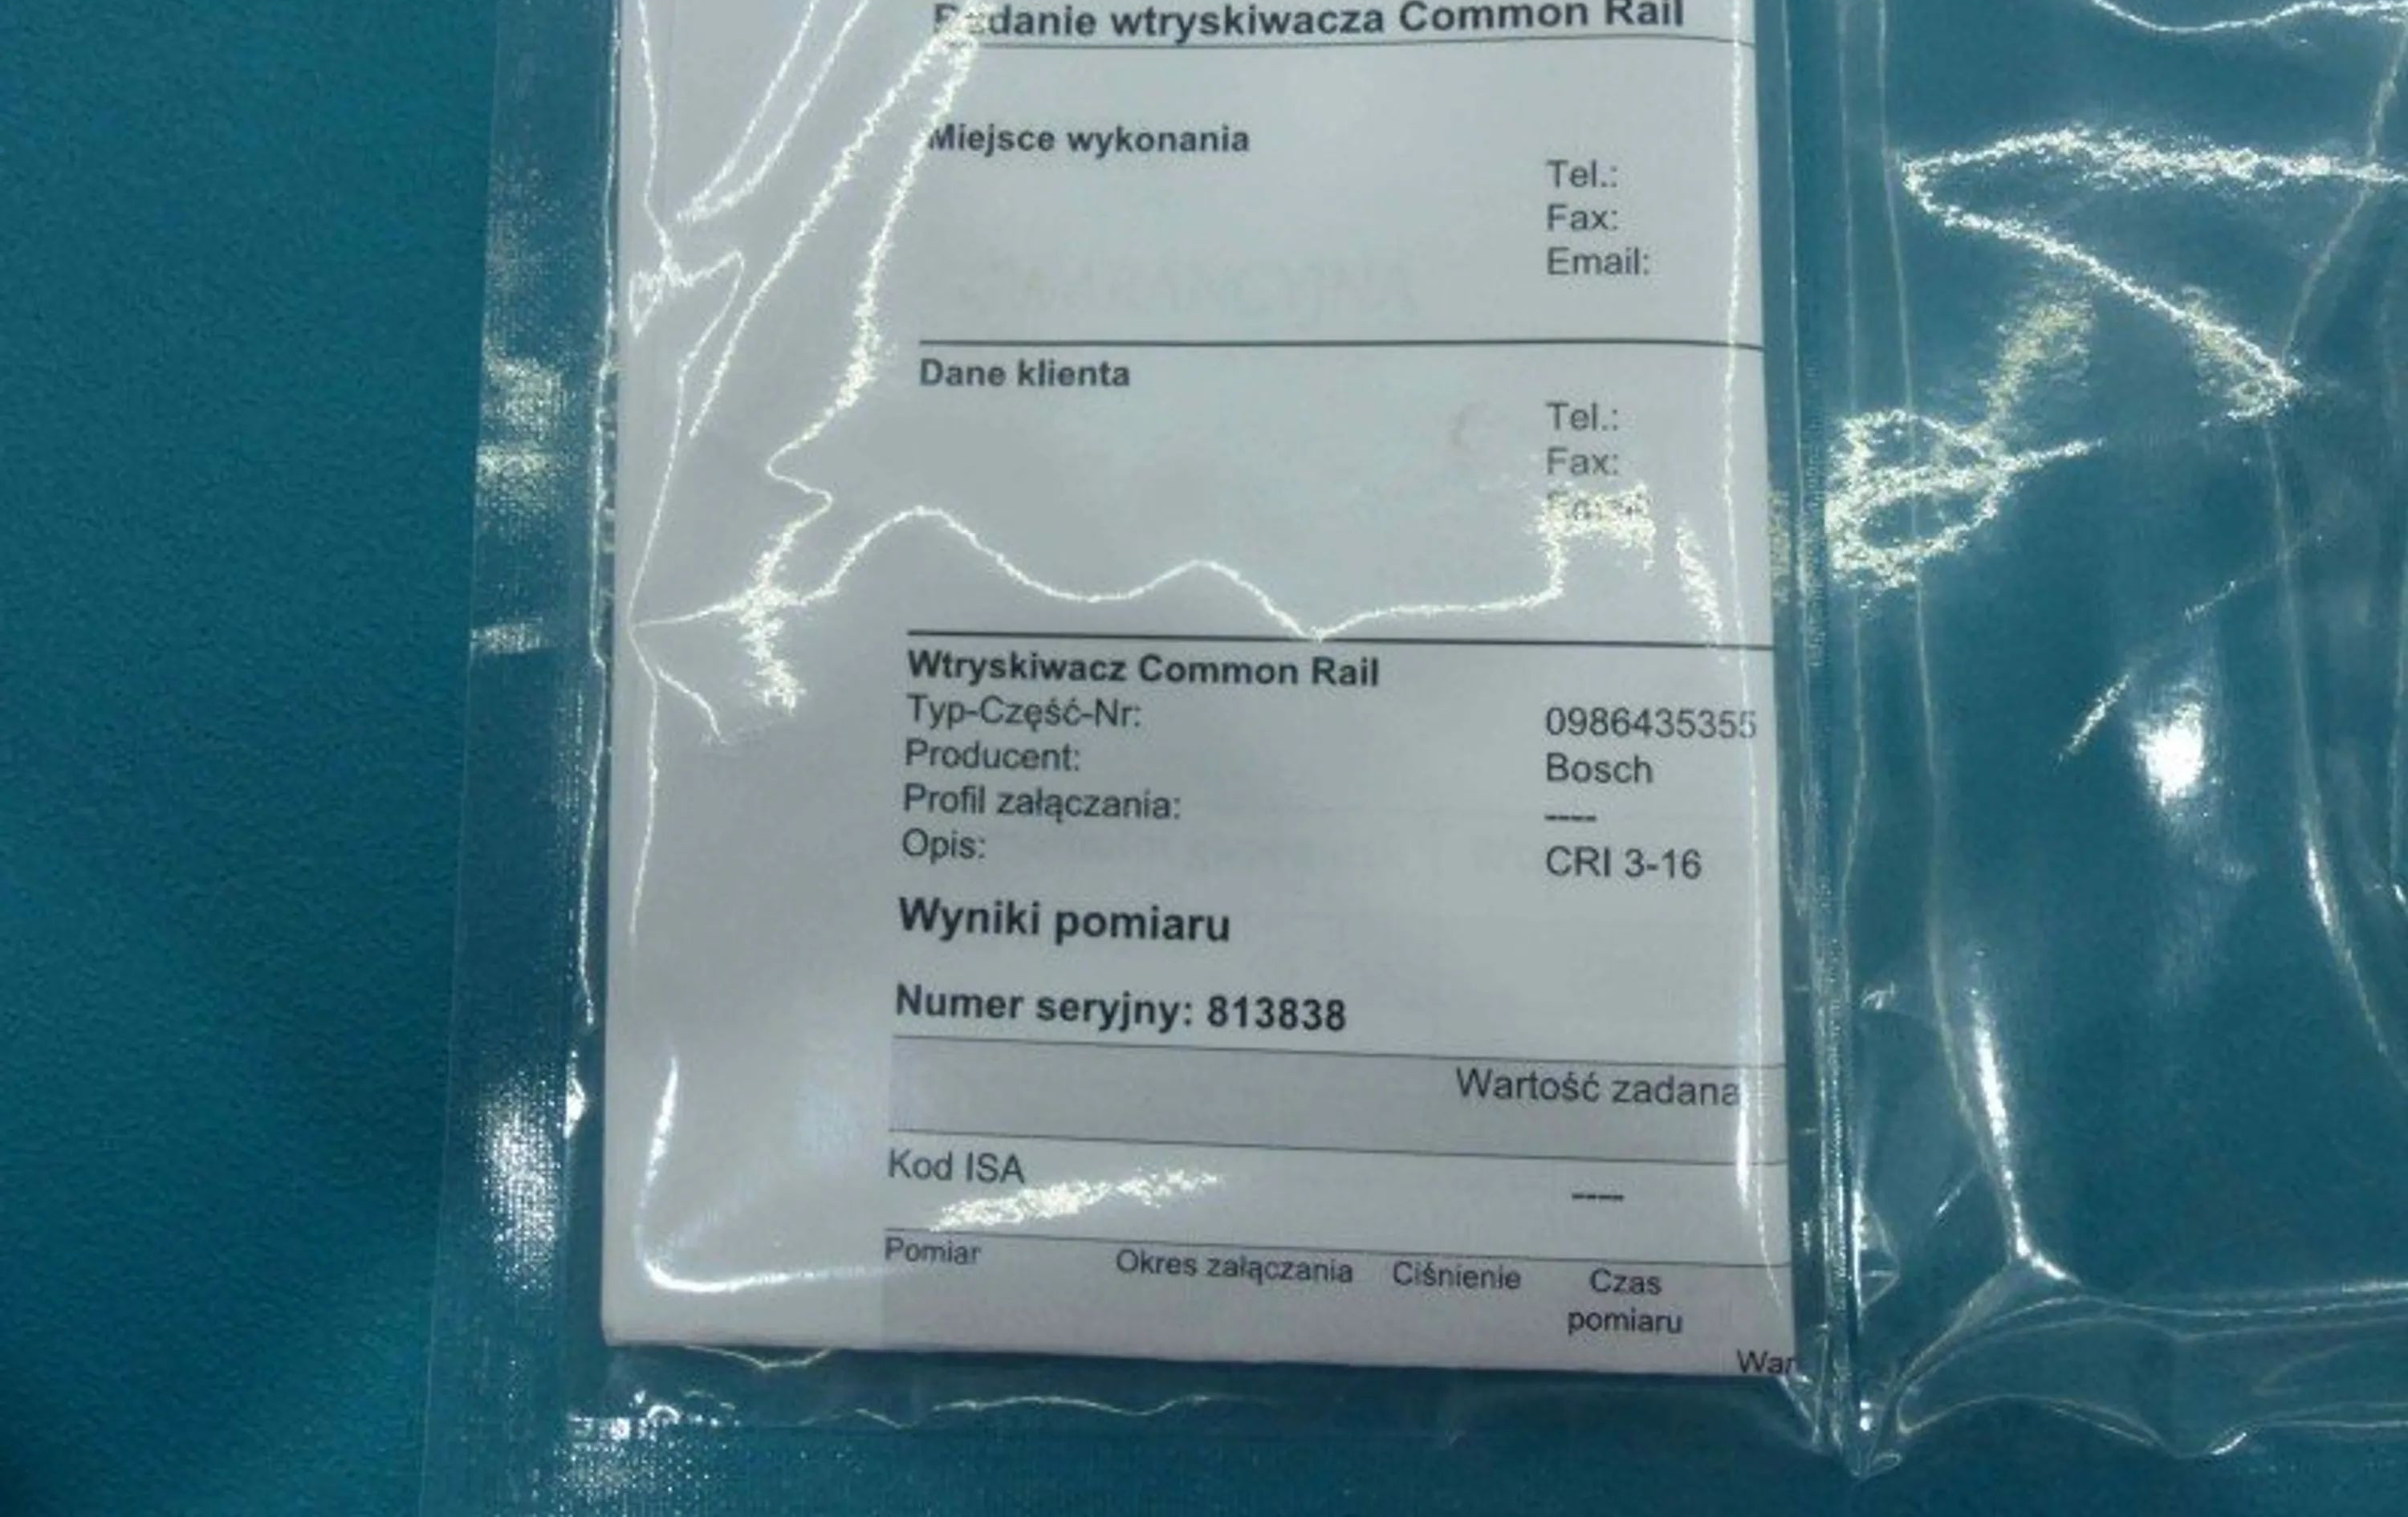 Badanie wtryskiwacza Common Rail
Miejsce wykonania
Tel.:
Fax:
Email:
Dane klienta
Tel.:
Fax:
Email:
Wtryskiwacz Common Rail
Typ-Część-Nr: 0986435355
Producent: Bosch
Profil załączania: ----
Opis: CRI 3-16
Wyniki pomiaru
Numer seryjny: 813838
Wartość zadana
Kod ISA ----
Pomiar Okres załączania Ciśnienie Czas
pomiaru
War